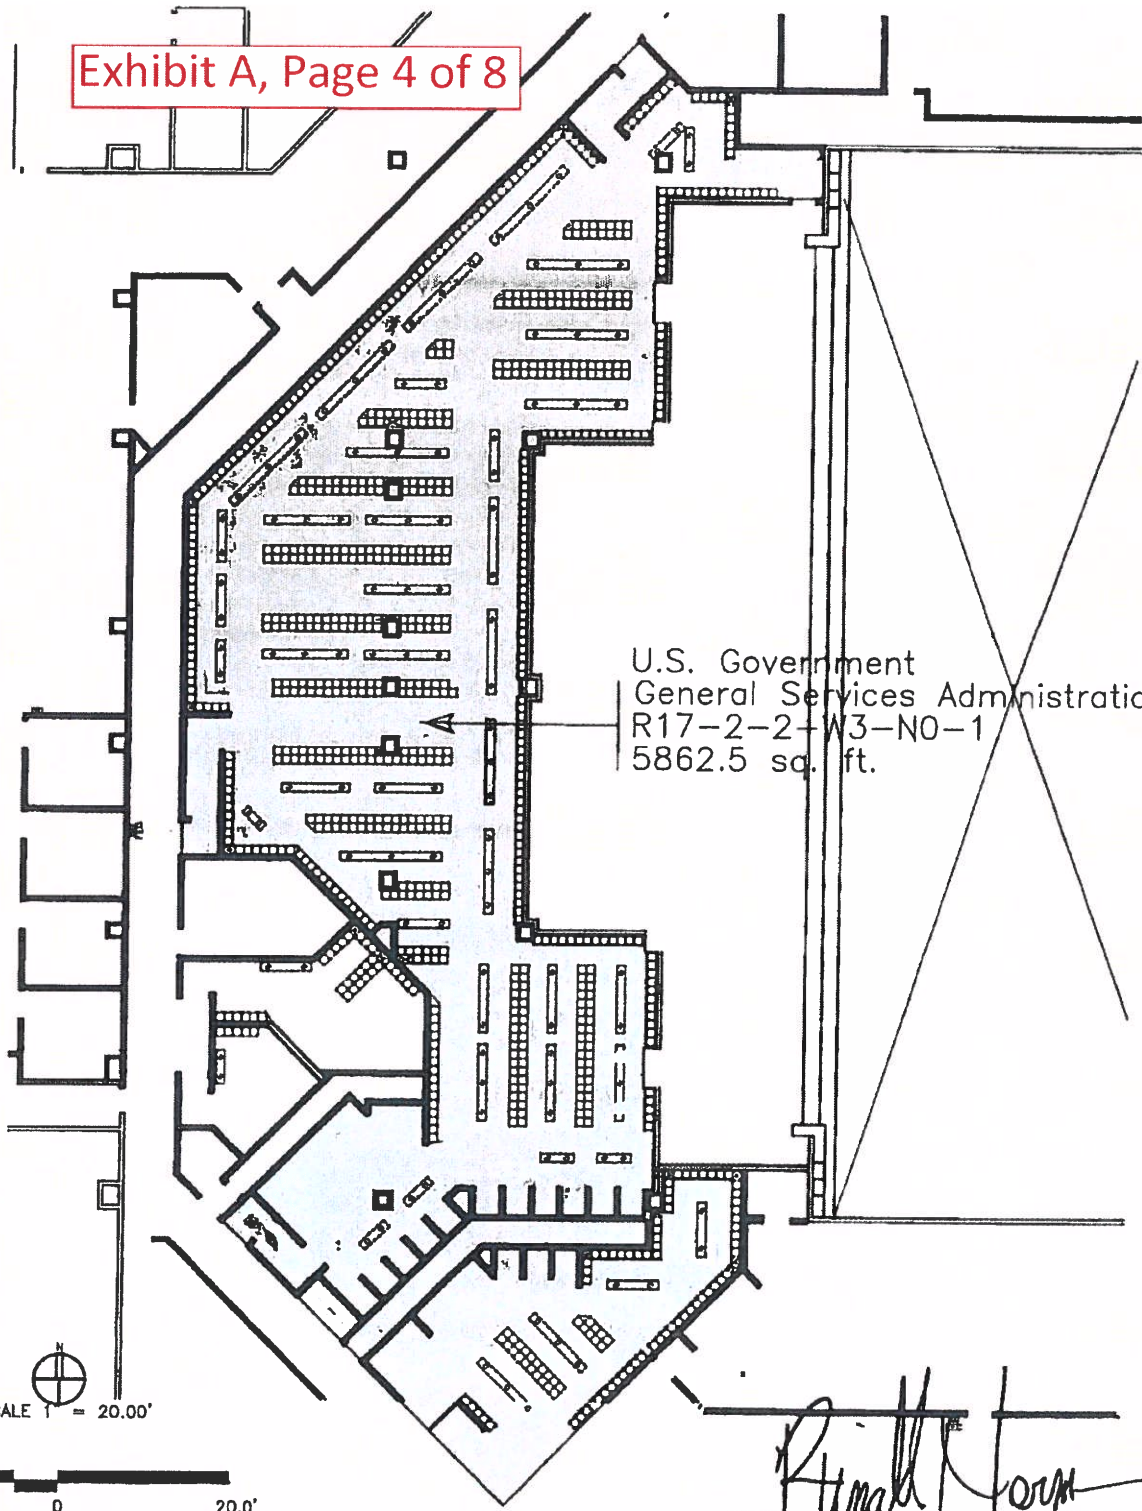 Exhibit A, Page 4 of 8
U.S. Government
General Services Administratio
R17-2-2-W3-NO-1
5862.5 sq. ft.
N
ALE 1" = 20.00'
0 20.0'